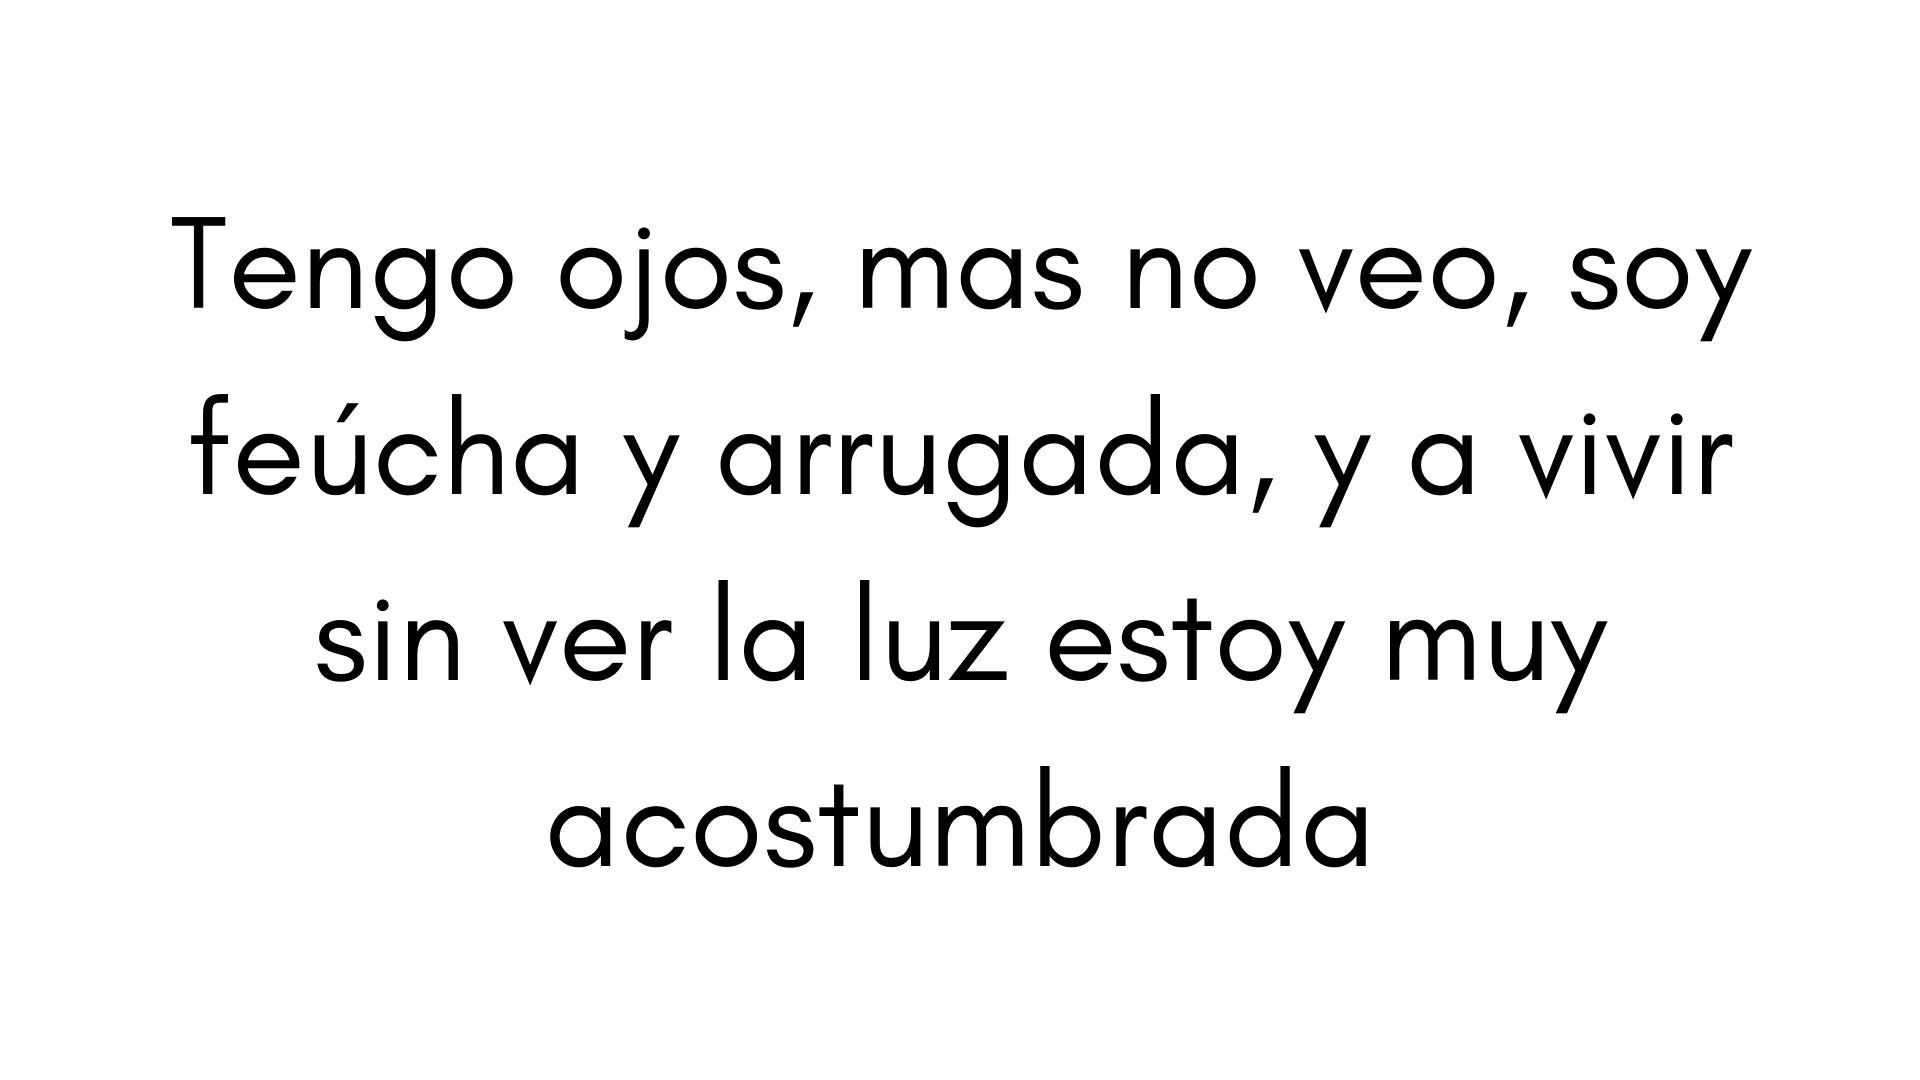 Tengo ojos, mas no veo, soy
feúcha y arrugada, y a vivir
sin ver la luz estoy muy
acostumbrada